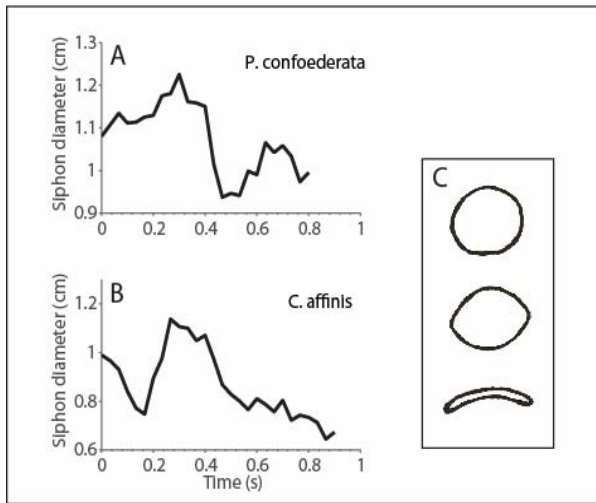 A
P. confoederata
Siphon diameter (cm)
1.3
1.2
1.1
1
0.9
0 0.2 0.4 0.6 0.8 1
B
C. affinis
Siphon diameter (cm)
1.2
1
0.8
0.6
0 0.2 0.4 0.6 0.8 1
Time (s)
C